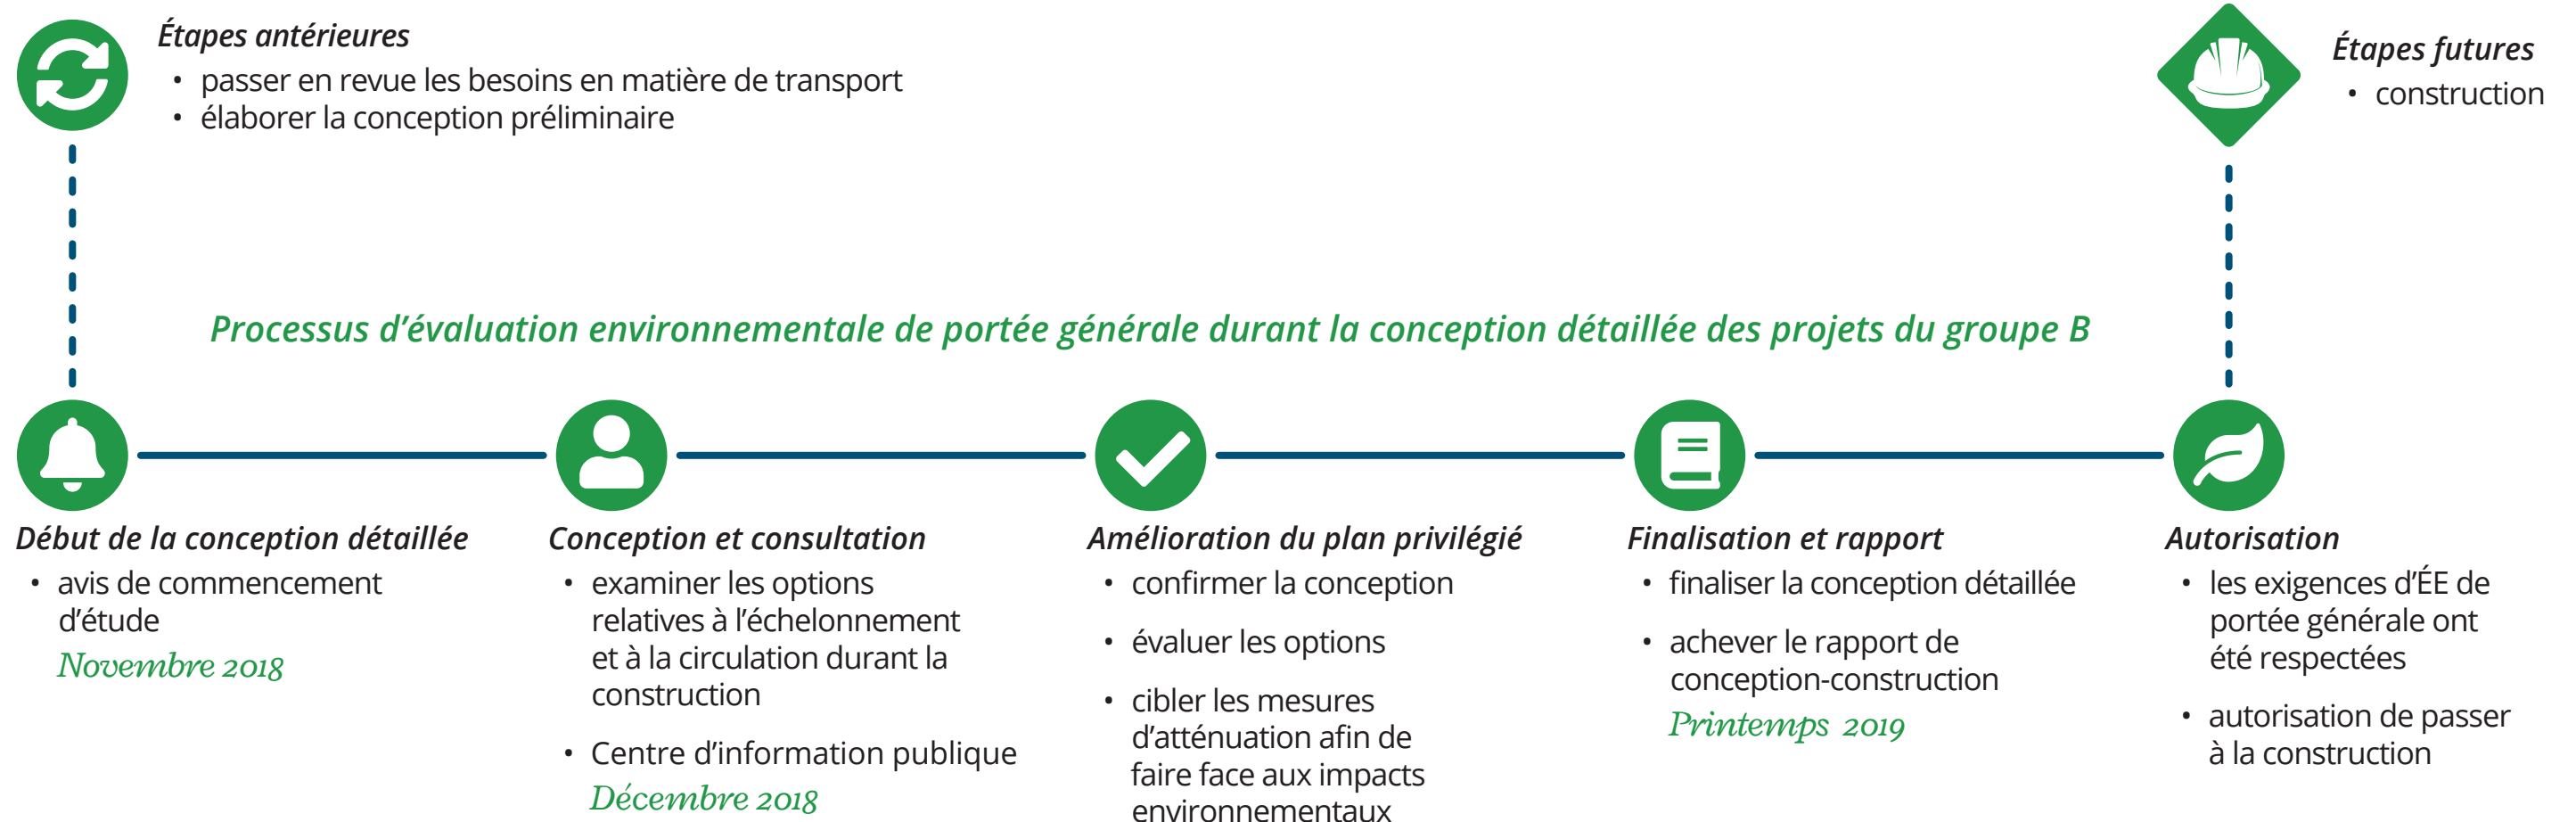 Étapes antérieures
• passer en revue les besoins en matière de transport
• élaborer la conception préliminaire
Étapes futures
• construction
Processus d’évaluation environnementale de portée générale durant la conception détaillée des projets du groupe B
Début de la conception détaillée
• avis de commencement
d’étude
Novembre 2018
Conception et consultation
• examiner les options
relatives à l’échelonnement
et à la circulation durant la
construction
• Centre d’information publique
Décembre 2018
Amélioration du plan privilégié
• confirmer la conception
• évaluer les options
• cibler les mesures
d’atténuation afin de
faire face aux impacts
environnementaux
Finalisation et rapport
• finaliser la conception détaillée
• achever le rapport de
conception-construction
Printemps 2019
Autorisation
• les exigences d’ÉE de
portée générale ont
été respectées
• autorisation de passer
à la construction